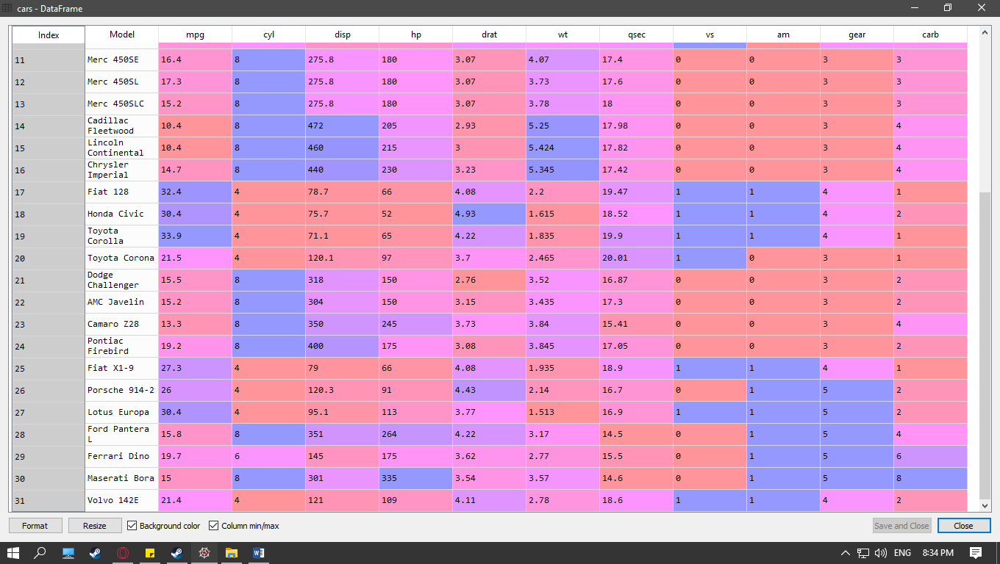 cars - DataFrame
Index Model mpg cyl disp hp drat wt qsec vs am gear carb
11 Merc 450SE 16.4 8 275.8 180 3.07 4.07 17.4 0 0 3 3
12 Merc 450SL 17.3 8 275.8 180 3.07 3.73 17.6 0 0 3 3
13 Merc 450SLC 15.2 8 275.8 180 3.07 3.78 18 0 0 3 3
14 Cadillac Fleetwood 10.4 8 472 205 2.93 5.25 17.98 0 0 3 4
15 Lincoln Continental 10.4 8 460 215 3 5.424 17.82 0 0 3 4
16 Chrysler Imperial 14.7 8 440 230 3.23 5.345 17.42 0 0 3 4
17 Fiat 128 32.4 4 78.7 66 4.08 2.2 19.47 1 1 4 1
18 Honda Civic 30.4 4 75.7 52 4.93 1.615 18.52 1 1 4 2
19 Toyota Corolla 33.9 4 71.1 65 4.22 1.835 19.9 1 1 4 1
20 Toyota Corona 21.5 4 120.1 97 3.7 2.465 20.01 1 0 3 1
21 Dodge Challenger 15.5 8 318 150 2.76 3.52 16.87 0 0 3 2
22 AMC Javelin 15.2 8 304 150 3.15 3.435 17.3 0 0 3 2
23 Camaro Z28 13.3 8 350 245 3.73 3.84 15.41 0 0 3 4
24 Pontiac Firebird 19.2 8 400 175 3.08 3.845 17.05 0 0 3 2
25 Fiat X1-9 27.3 4 79 66 4.08 1.935 18.9 1 1 4 1
26 Porsche 914-2 26 4 120.3 91 4.43 2.14 16.7 0 1 5 2
27 Lotus Europa 30.4 4 95.1 113 3.77 1.513 16.9 1 1 5 2
28 Ford Pantera L 15.8 8 351 264 4.22 3.17 14.5 0 1 5 4
29 Ferrari Dino 19.7 6 145 175 3.62 2.77 15.5 0 1 5 6
30 Maserati Bora 15 8 301 335 3.54 3.57 14.6 0 1 5 8
31 Volvo 142E 21.4 4 121 109 4.11 2.78 18.6 1 1 4 2
Format Resize Background color Column min/max Save and Close Close
ENG 8:34 PM